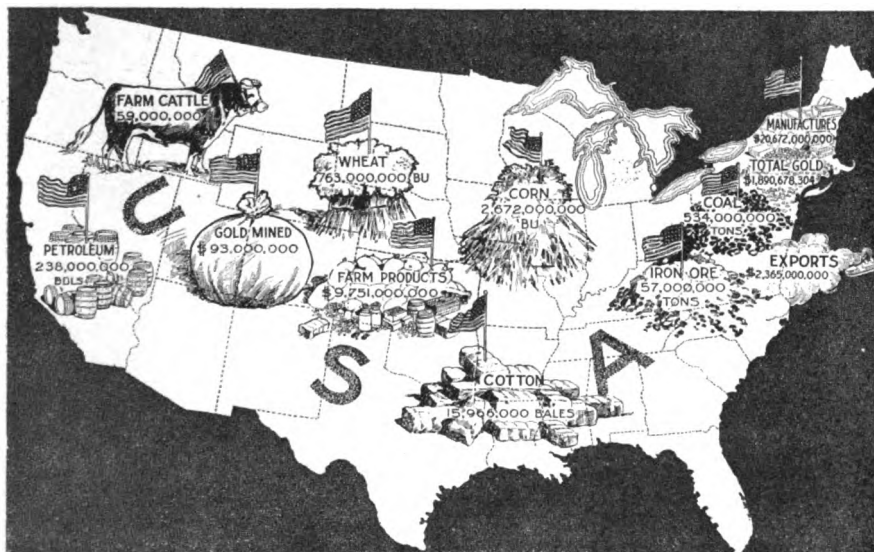 FARM CATTLE
59,000,000
WHEAT
763,000,000 BU
CORN
2,672,000,000
BU
MANUFACTURES
$20,672,000,000
TOTAL GOLD
$1,890,678,304
COAL
534,000,000
TONS
U
GOLD MINED
$93,000,000
PETROLEUM
238,000,000
BDLS
FARM PRODUCTS
$9,751,000,000
IRON ORE
57,000,000
TONS
EXPORTS
$2,365,000,000
S
A
COTTON
15,966,000 BALES